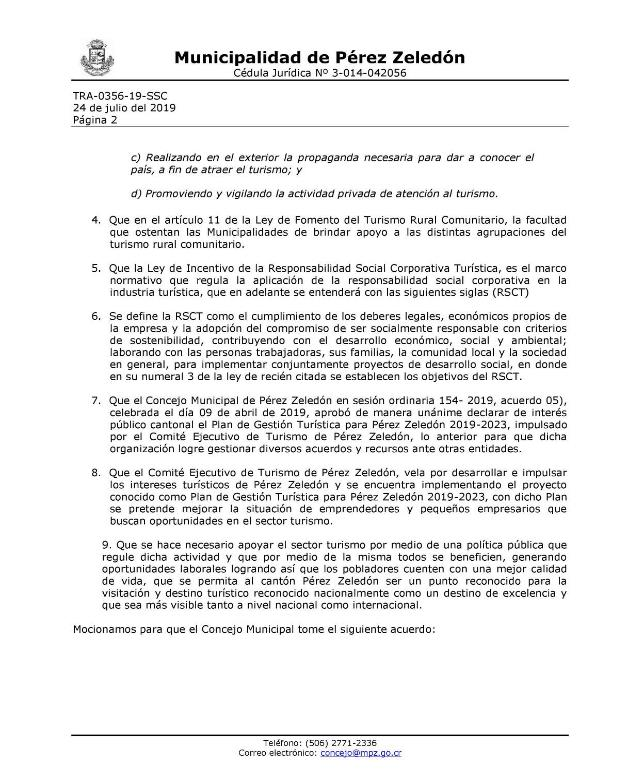 Municipalidad de Pérez Zeledón
Cédula Jurídica Nº 3-014-042056
TRA-0356-19-SSC
24 de julio del 2019
Página 2
c) Realizando en el exterior la propaganda necesaria para dar a conocer el
país, a fin de atraer el turismo; y
d) Promoviendo y vigilando la actividad privada de atención al turismo.
4. Que en el artículo 11 de la Ley de Fomento del Turismo Rural Comunitario, la facultad
que ostentan las Municipalidades de brindar apoyo a las distintas agrupaciones del
turismo rural comunitario.
5. Que la Ley de Incentivo de la Responsabilidad Social Corporativa Turística, es el marco
normativo que regula la aplicación de la responsabilidad social corporativa en la
industria turística, que en adelante se entenderá con las siguientes siglas (RSCT)
6. Se define la RSCT como el cumplimiento de los deberes legales, económicos propios de
la empresa y la adopción del compromiso de ser socialmente responsable con criterios
de sostenibilidad, contribuyendo con el desarrollo económico, social y ambiental;
laborando con las personas trabajadoras, sus familias, la comunidad local y la sociedad
en general, para implementar conjuntamente proyectos de desarrollo social, en donde
en su numeral 3 de la ley de recién citada se establecen los objetivos del RSCT.
7. Que el Concejo Municipal de Pérez Zeledón en sesión ordinaria 154- 2019, acuerdo 05),
celebrada el día 09 de abril de 2019, aprobó de manera unánime declarar de interés
público cantonal el Plan de Gestión Turística para Pérez Zeledón 2019-2023, impulsado
por el Comité Ejecutivo de Turismo de Pérez Zeledón, lo anterior para que dicha
organización logre gestionar diversos acuerdos y recursos ante otras entidades.
8. Que el Comité Ejecutivo de Turismo de Pérez Zeledón, vela por desarrollar e impulsar
los intereses turísticos de Pérez Zeledón y se encuentra implementando el proyecto
conocido como Plan de Gestión Turística para Pérez Zeledón 2019-2023, con dicho Plan
se pretende mejorar la situación de emprendedores y pequeños empresarios que
buscan oportunidades en el sector turismo.
9. Que se hace necesario apoyar el sector turismo por medio de una política pública que
regule dicha actividad y que por medio de la misma todos se beneficien, generando
oportunidades laborales logrando así que los pobladores cuenten con una mejor calidad
de vida, que se permita al cantón Pérez Zeledón ser un punto reconocido para la
visitación y destino turístico reconocido nacionalmente como un destino de excelencia y
que sea más visible tanto a nivel nacional como internacional.
Mocionamos para que el Concejo Municipal tome el siguiente acuerdo:
Teléfono: (506) 2771-2336
Correo electrónico: concejo@mpz.go.cr